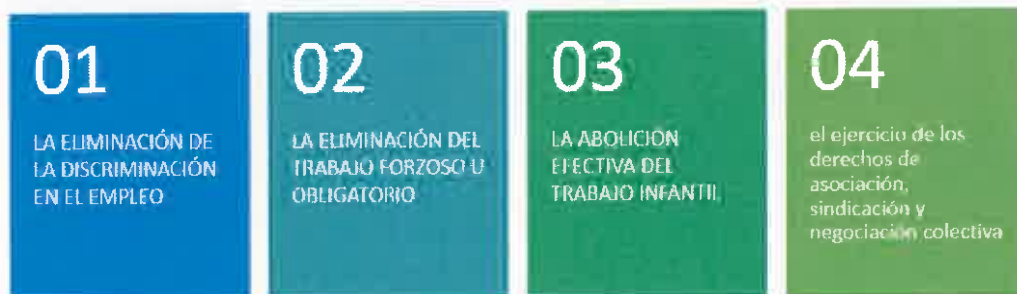 01
LA ELIMINACIÓN DE
LA DISCRIMINACIÓN
EN EL EMPLEO
02
LA ELIMINACIÓN DEL
TRABAJO FORZOSO U
OBLIGATORIO
03
LA ABOLICIÓN
EFECTIVA DEL
TRABAJO INFANTIL
04
el ejercicio de los
derechos de
asociación,
sindicación y
negociación colectiva